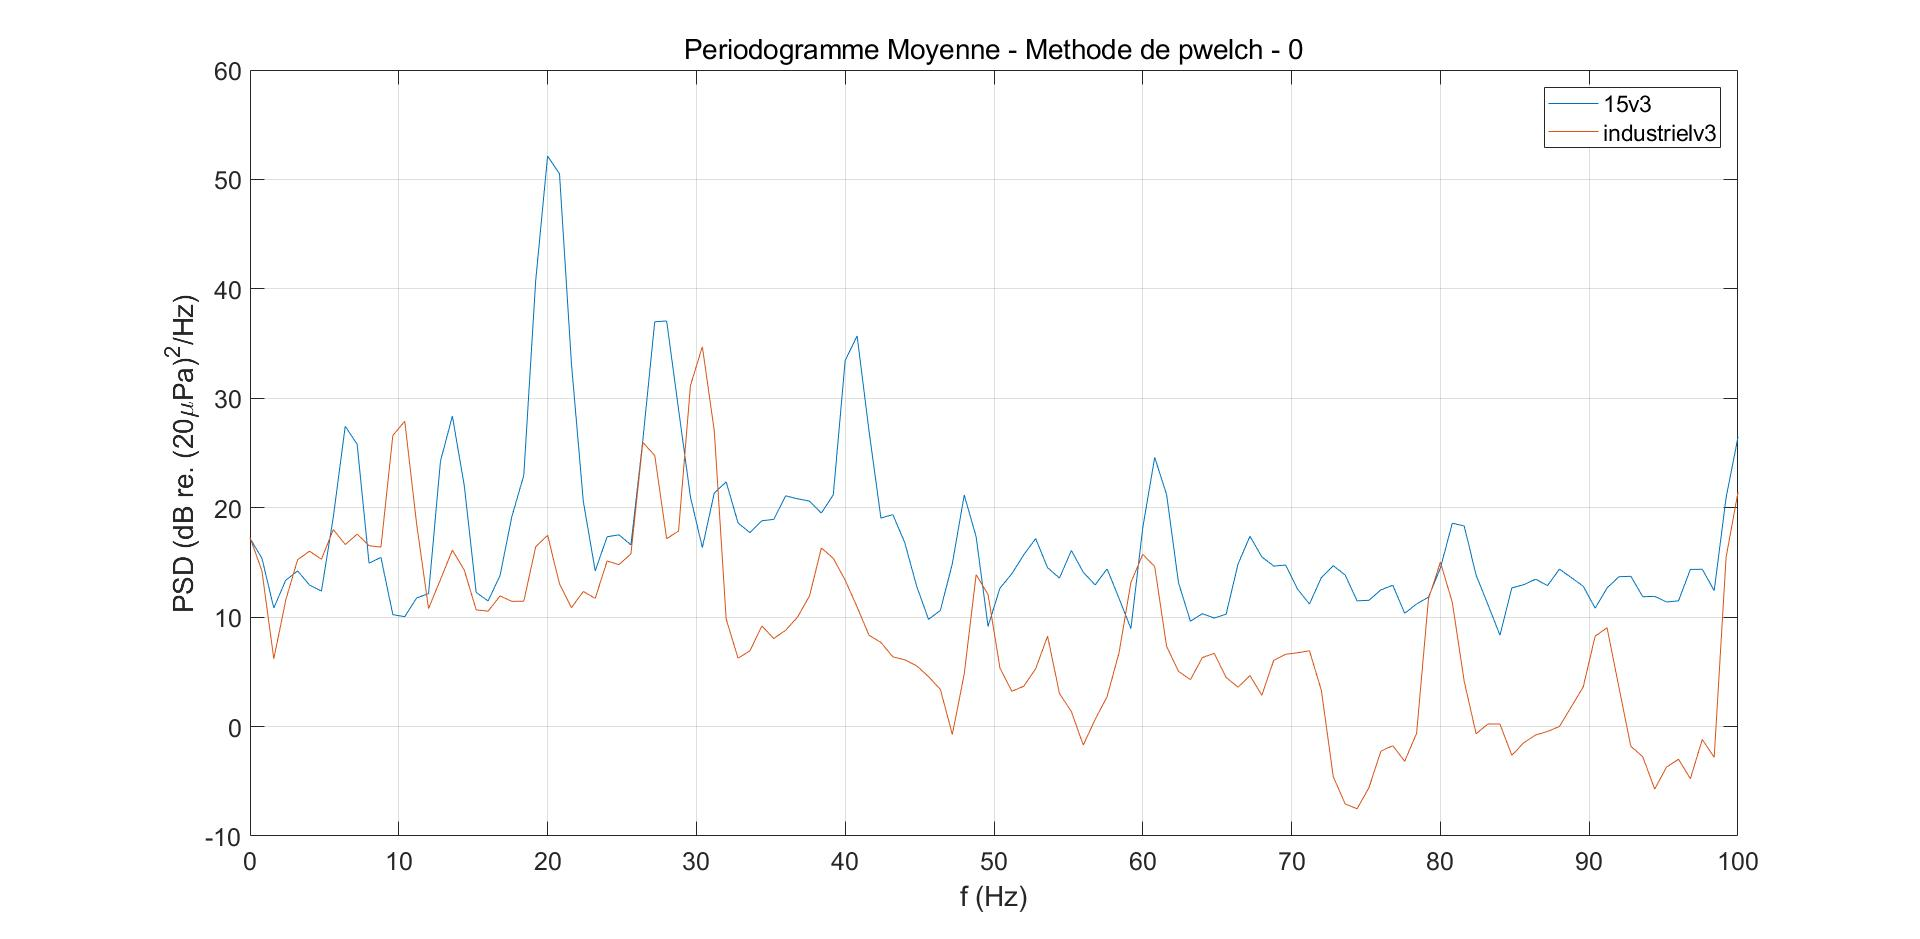 Periodogramme Moyenne - Methode de pwelch - 0
15v3
industrielv3
PSD (dB re. (20μPa)²/Hz)
60
50
40
30
20
10
0
-10
0 10 20 30 40 50 60 70 80 90 100
f (Hz)